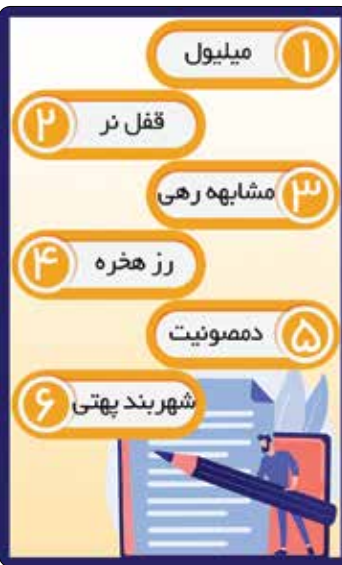 ۱ میلیول
۲ قفل نر
۳ مشابهه رهی
۴ رز هخره
۵ دمصونیت
۶ شهربند پهتی